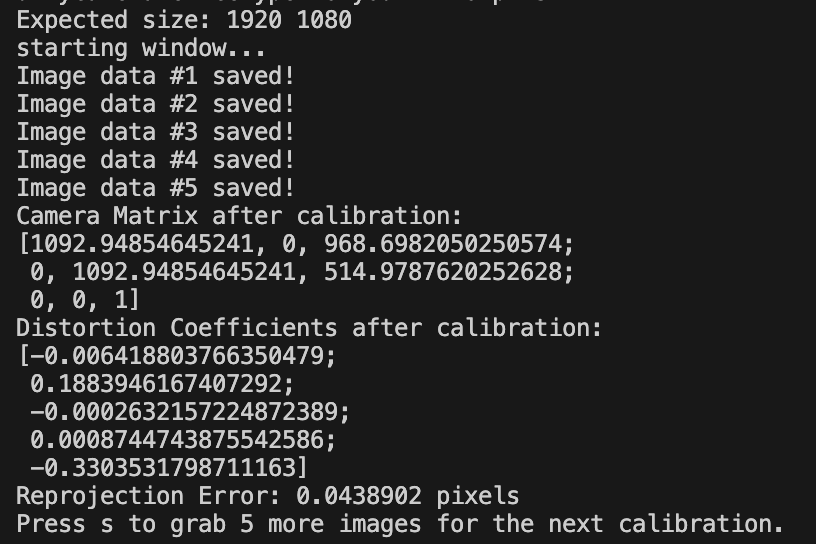 Expected size: 1920 1080
starting window...
Image data #1 saved!
Image data #2 saved!
Image data #3 saved!
Image data #4 saved!
Image data #5 saved!
Camera Matrix after calibration:
[1092.94854645241, 0, 968.6982050250574;
 0, 1092.94854645241, 514.9787620252628;
 0, 0, 1]
Distortion Coefficients after calibration:
[-0.006418803766350479;
 0.1883946167407292;
 -0.0002632157224872389;
 0.0008744743875542586;
 -0.3303531798711163]
Reprojection Error: 0.0438902 pixels
Press s to grab 5 more images for the next calibration.